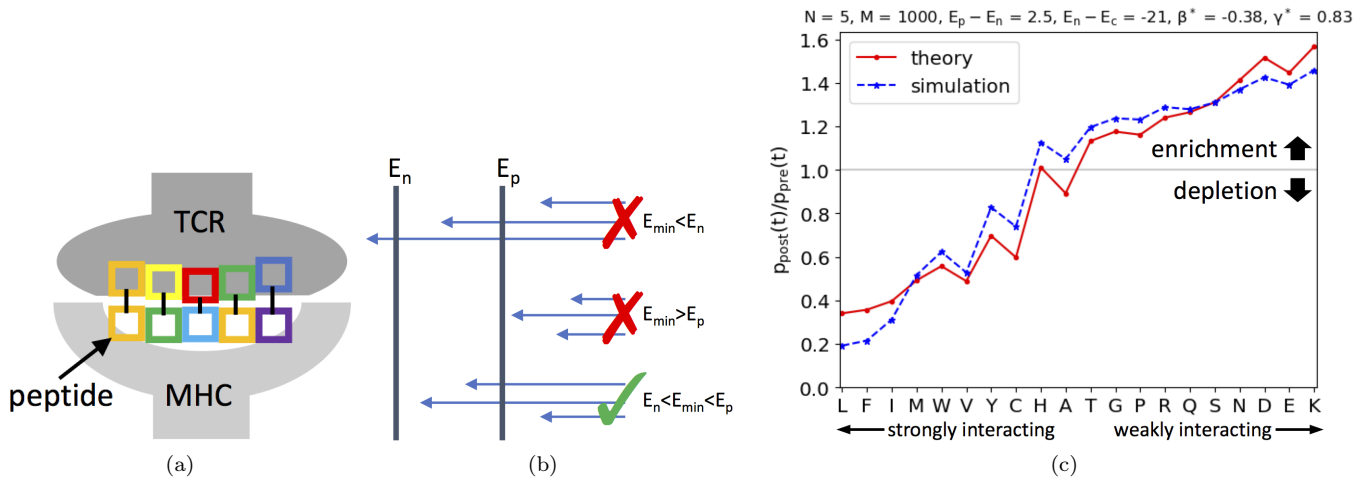 TCR
peptide
MHC
(a)
E_n E_p
E_min<E_n
E_min>E_p
E_n<E_min<E_p
(b)
N = 5, M = 1000, E_p − E_n = 2.5, E_n − E_c = -21, β* = -0.38, γ* = 0.83
theory
simulation
enrichment
depletion
p_post(t)/p_pre(t)
1.6
1.4
1.2
1.0
0.8
0.6
0.4
0.2
0.0
L F I M W V Y C H A T G P R Q S N D E K
strongly interacting weakly interacting
(c)